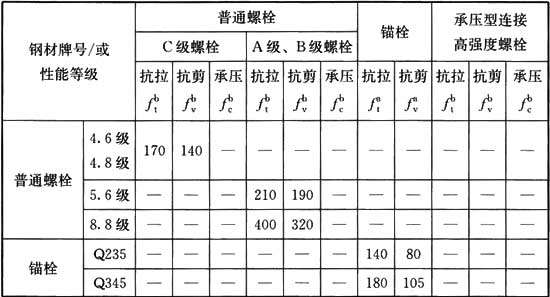 钢材牌号/或性能等级 普通螺栓 锚栓 承压型连接高强度螺栓
C级螺栓 A级、B级螺栓
抗拉 抗剪 承压 抗拉 抗剪 承压 抗拉 抗剪 抗拉 抗剪 承压
f_t^b f_v^b f_c^b f_t^b f_v^b f_c^b f_t^a f_v^a f_t^b f_v^b f_c^b
普通螺栓 4.6级 4.8级 170 140 — — — — — — — — —
5.6级 — — — 210 190 — — — — — —
8.8级 — — — 400 320 — — — — — —
锚栓 Q235 — — — — — — 140 80 — — —
Q345 — — — — — — 180 105 — — —